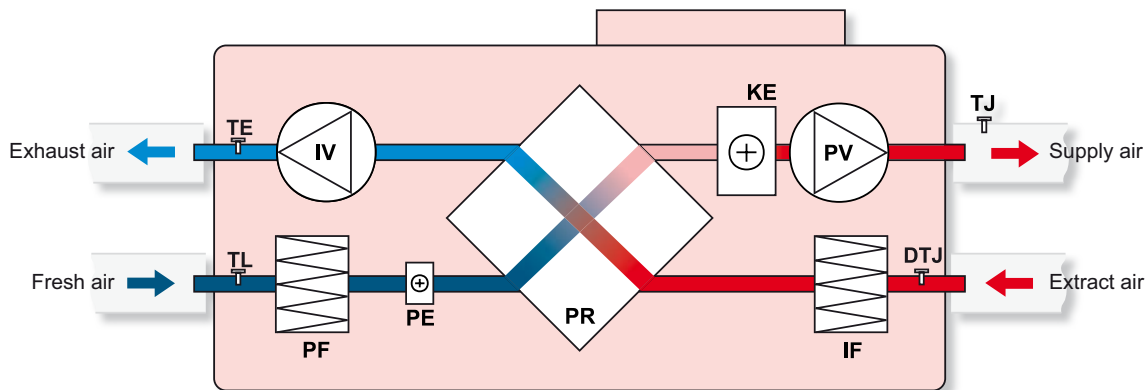 KE
TJ
TE
Exhaust air
IV
PV
Supply air
TL
DTJ
Fresh air
Extract air
PE
PR
PF
IF